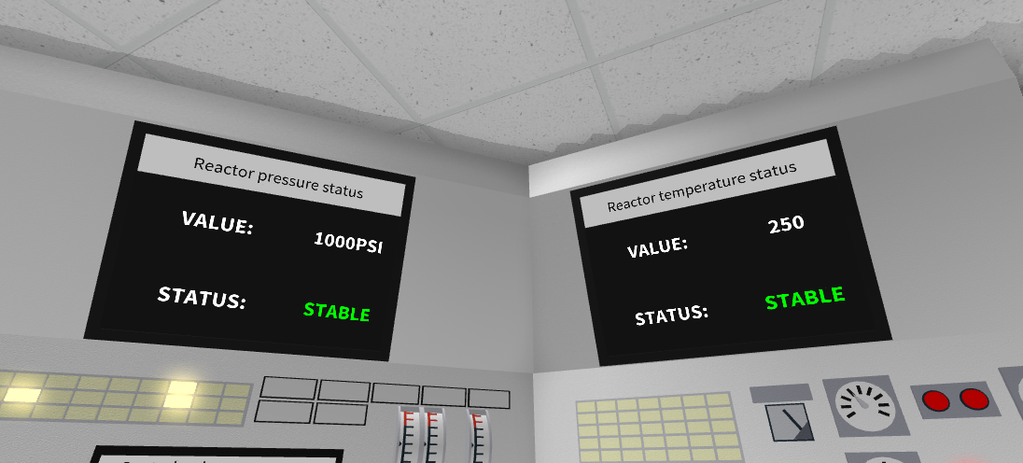 Reactor pressure status
VALUE: 1000PSI
STATUS: STABLE
Reactor temperature status
VALUE: 250
STATUS: STABLE